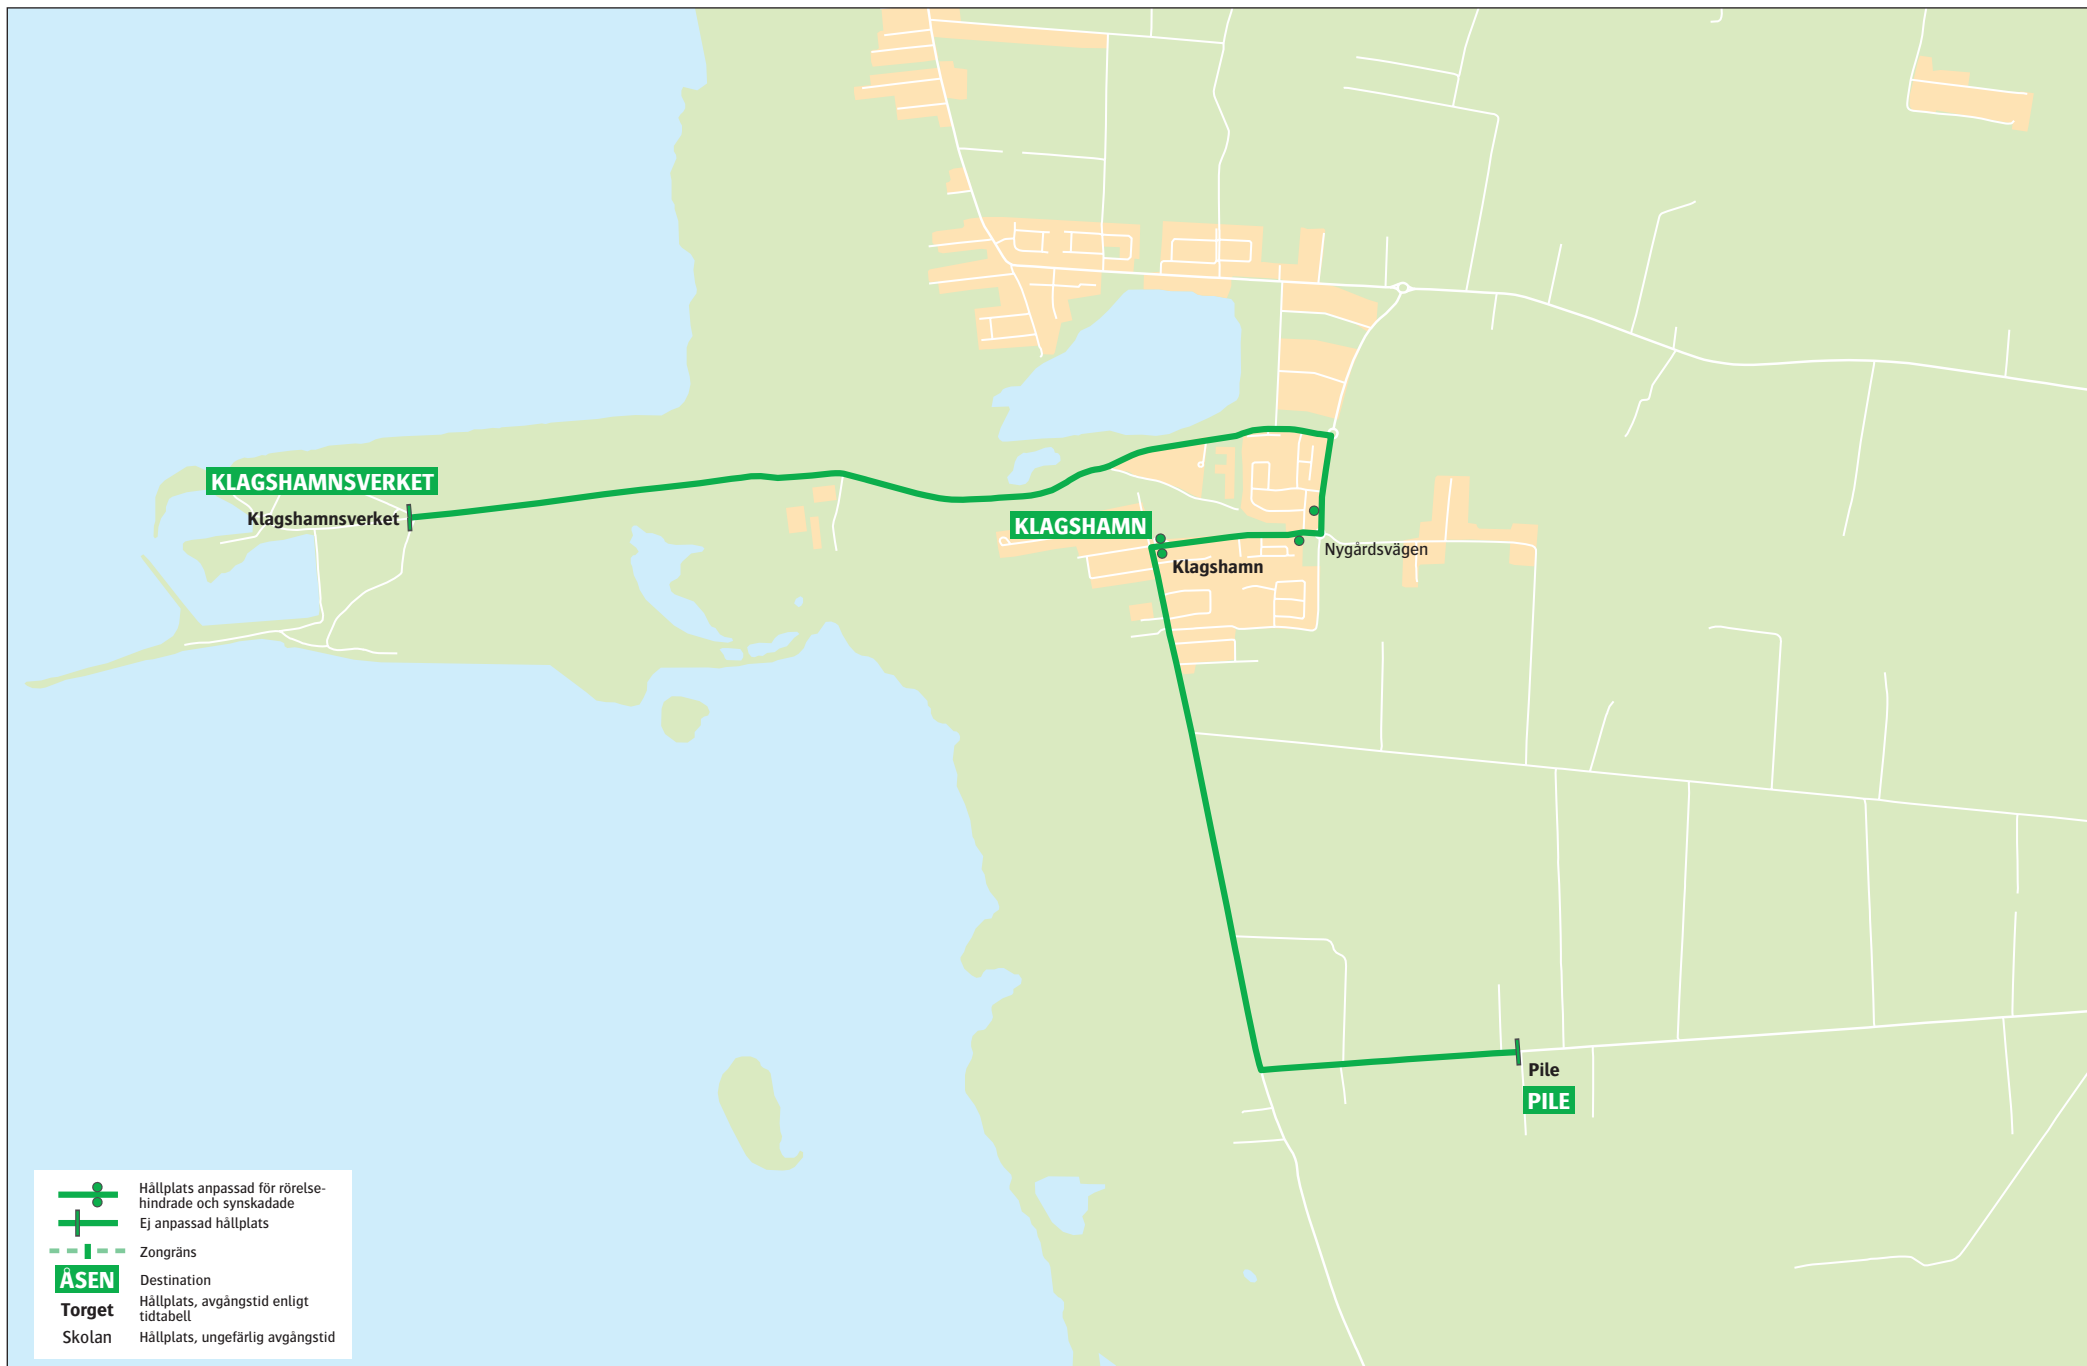 KLAGSHAMNSVERKET
Klagshamnsverket
KLAGSHAMN
Klagshamn
Nygårdsvägen
Pile
PILE
Hållplats anpassad för rörelse-
hindrade och synskadade
Ej anpassad hållplats
Zongräns
ÅSEN Destination
Torget Hållplats, avgångstid enligt
tidtabell
Skolan Hållplats, ungefärlig avgångstid